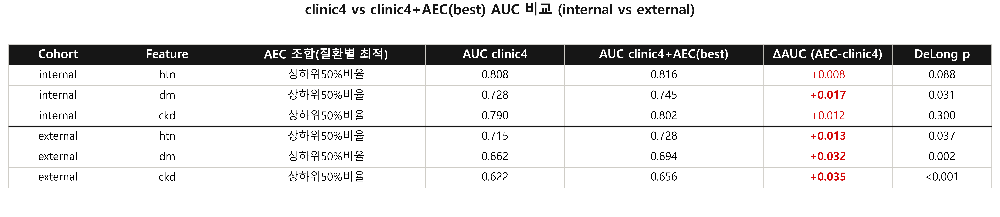 clinic4 vs clinic4+AEC(best) AUC 비교 (internal vs external)
Cohort Feature AEC 조합(질환별 최적) AUC clinic4 AUC clinic4+AEC(best) ΔAUC (AEC-clinic4) DeLong p
internal htn 상하위50%비율 0.808 0.816 +0.008 0.088
internal dm 상하위50%비율 0.728 0.745 +0.017 0.031
internal ckd 상하위50%비율 0.790 0.802 +0.012 0.300
external htn 상하위50%비율 0.715 0.728 +0.013 0.037
external dm 상하위50%비율 0.662 0.694 +0.032 0.002
external ckd 상하위50%비율 0.622 0.656 +0.035 <0.001